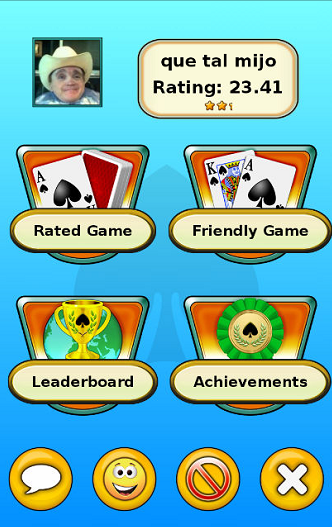 que tal mijo
Rating: 23.41
A
Rated Game
K A
Friendly Game
Leaderboard
Achievements